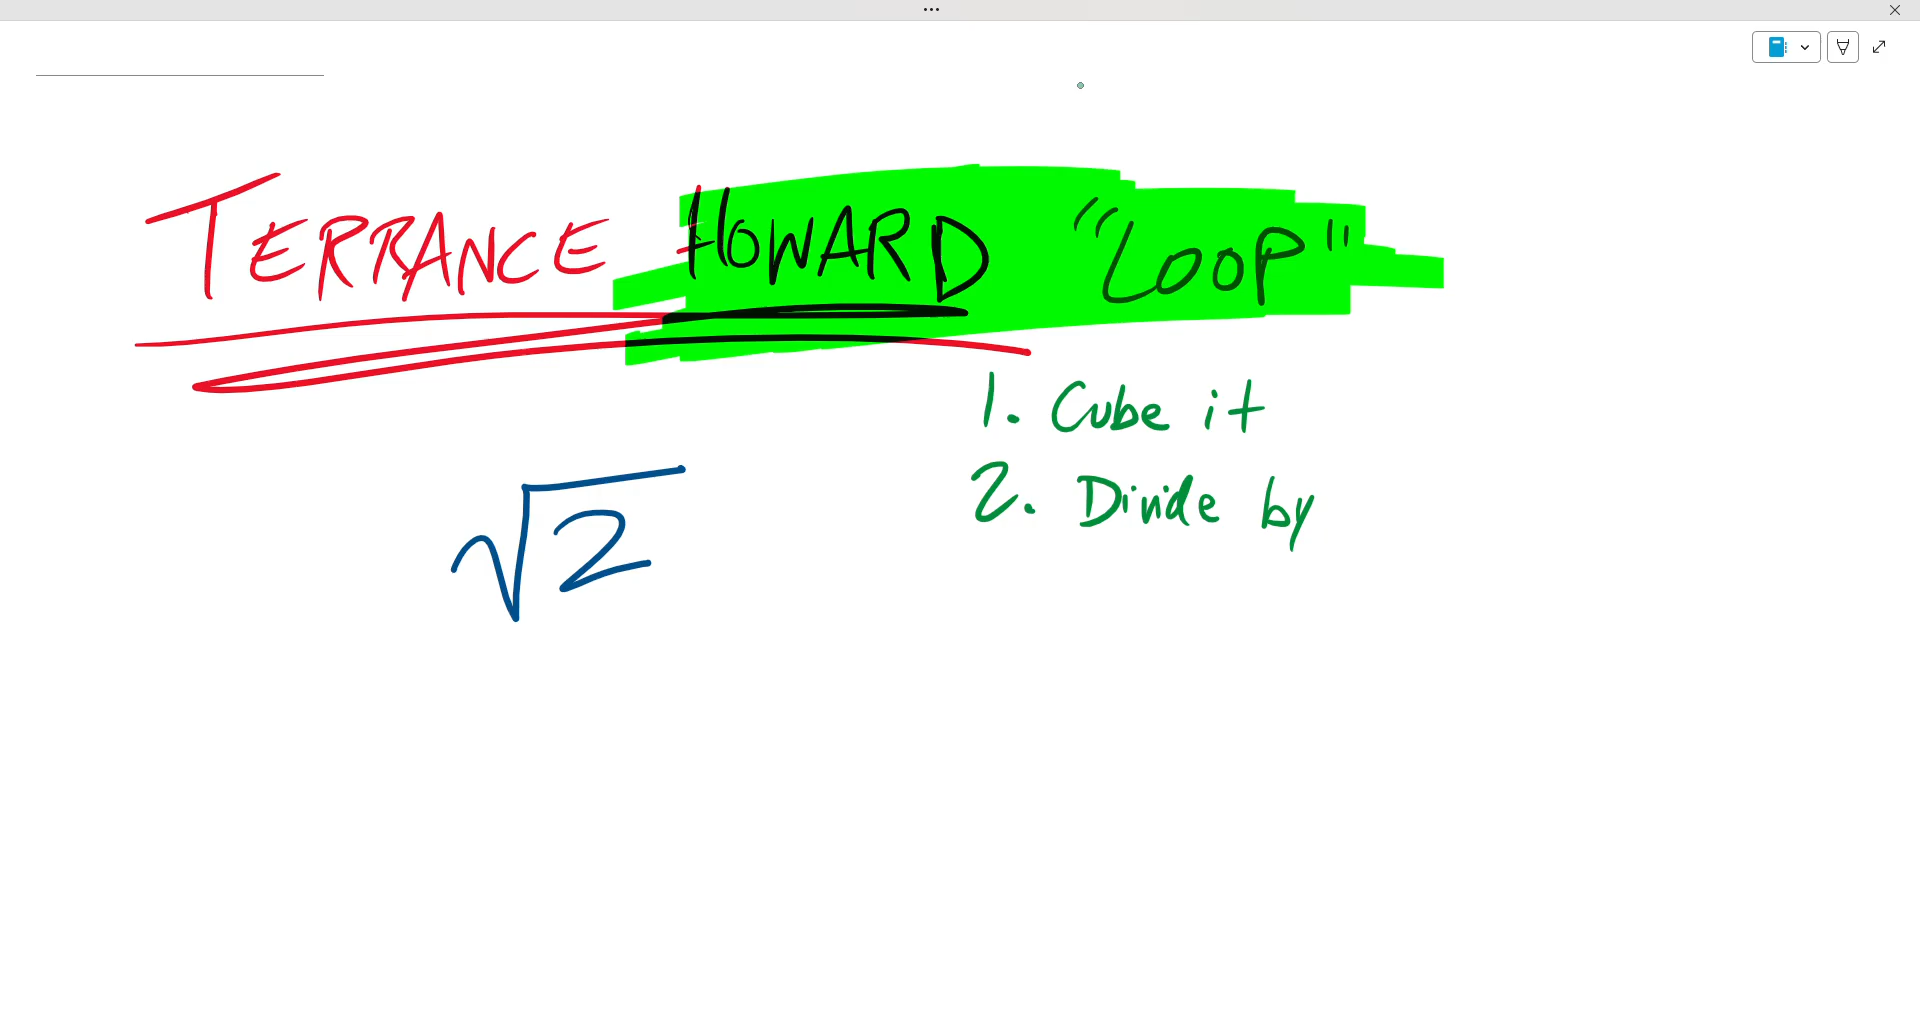 TERRANCE HOWARD "LOOP"
1. Cube it
√2
2. Divide by